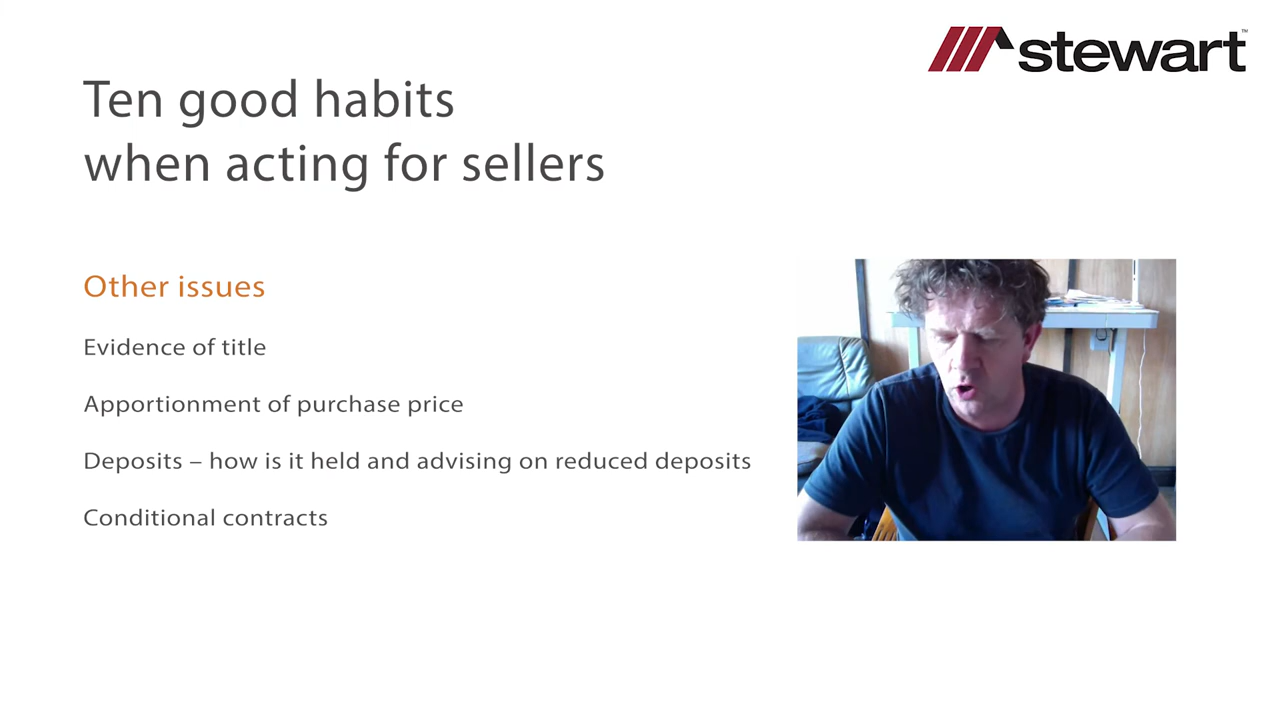 stewart™
Ten good habits
when acting for sellers
Other issues
Evidence of title
Apportionment of purchase price
Deposits – how is it held and advising on reduced deposits
Conditional contracts